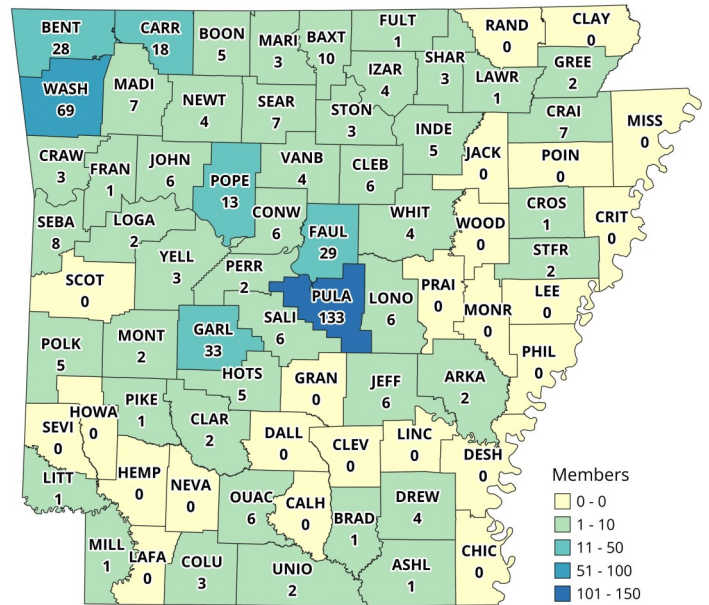 BENT
28
CARR
18
BOON
5
MARI
3
BAXT
10
FULT
1
RAND
0
CLAY
0
WASH
69
MADI
7
NEWT
4
SEAR
7
STON
3
IZAR
4
SHAR
3
LAWR
1
GREE
2
CRAI
7
MISS
0
CRAW
3
FRAN
1
JOHN
6
POPE
13
VANB
4
CLEB
6
INDE
5
JACK
0
POIN
0
SEBA
8
LOGA
2
CONW
6
FAUL
29
WHIT
4
WOOD
0
CROS
1
CRIT
0
SCOT
0
YELL
3
PERR
2
PULA
133
LONO
6
PRAI
0
MONR
0
STFR
2
LEE
0
PHIL
0
POLK
5
MONT
2
GARL
33
SALI
6
HOTS
5
GRAN
0
JEFF
6
ARKA
2
SEVI
0
HOWA
0
PIKE
1
CLAR
2
DALL
0
CLEV
0
LINC
0
DESH
0
LITT
1
HEMP
0
NEVA
0
OUAC
6
CALH
0
BRAD
1
DREW
4
MILL
1
LAFA
0
COLU
3
UNIO
2
ASHL
1
CHIC
0
Members
0 - 0
1 - 10
11 - 50
51 - 100
101 - 150